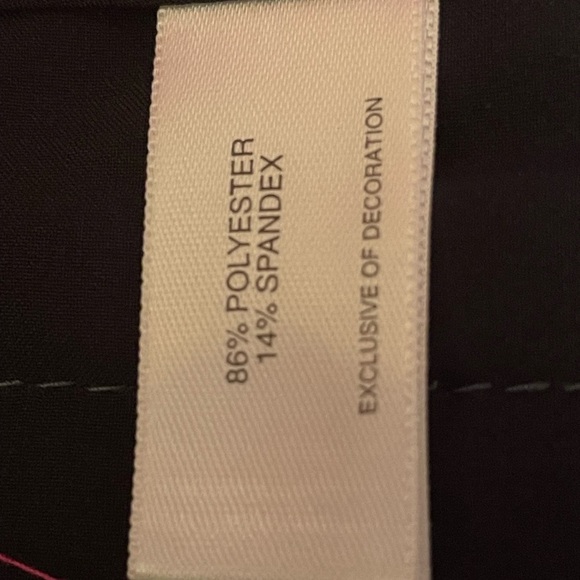 86% POLYESTER
14% SPANDEX
EXCLUSIVE OF DECORATION